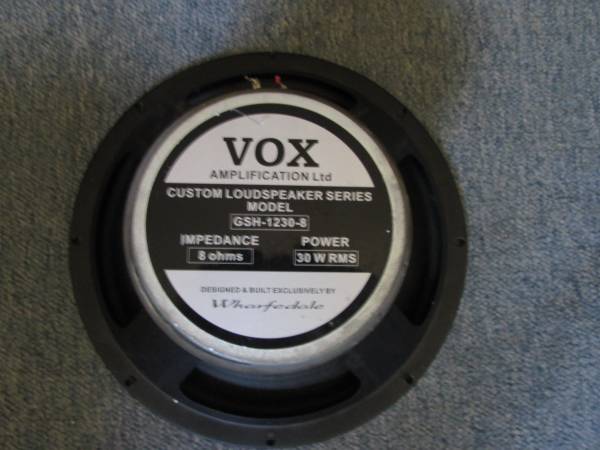 VOX
AMPLIFICATION Ltd
CUSTOM LOUDSPEAKER SERIES
MODEL
GSH-1230-8
IMPEDANCE POWER
8 ohms 30 W RMS
DESIGNED & BUILT EXCLUSIVELY BY
Wharfedale